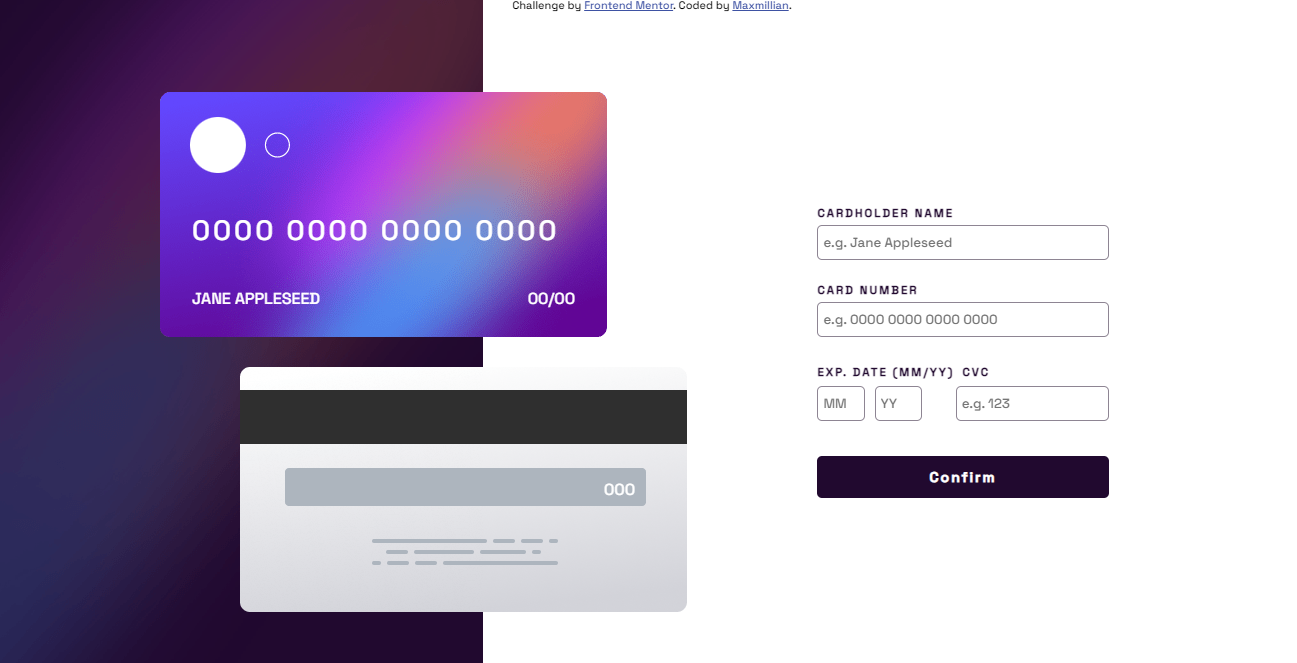 Challenge by Frontend Mentor. Coded by Maxmillian.
0000 0000 0000 0000
JANE APPLESEED 00/00
000
CARDHOLDER NAME
e.g. Jane Appleseed
CARD NUMBER
e.g. 0000 0000 0000 0000
EXP. DATE (MM/YY) CVC
MM YY e.g. 123
Confirm